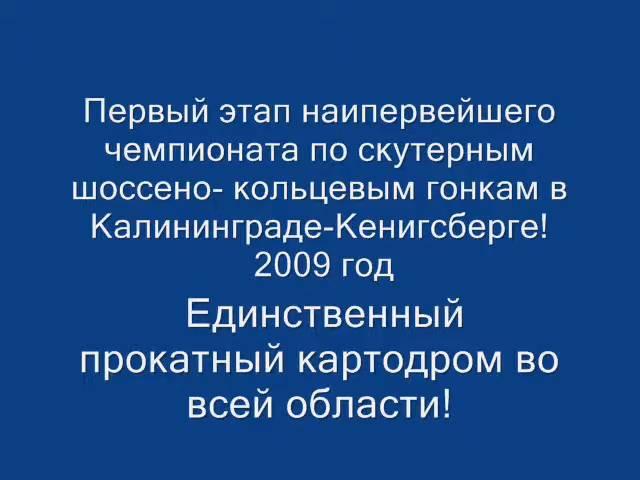 Первый этап наипервейшего
чемпионата по скутерным
шоссено- кольцевым гонкам в
Калининграде-Кенигсберге!
2009 год
Единственный
прокатный картодром во
всей области!